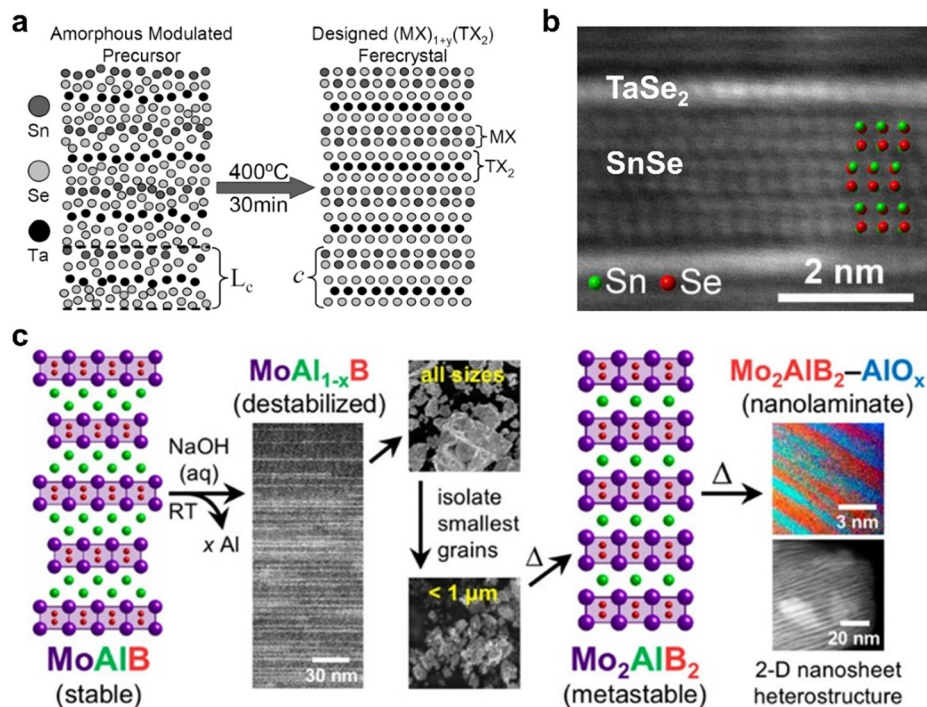 a
Amorphous Modulated
Precursor
Designed (MX)1+y(TX2)
Ferecrystal
Sn
Se
Ta
400ºC
30min
MX
TX2
Lc
c
b
TaSe2
SnSe
Sn
Se
2 nm
c
MoAlB
(stable)
NaOH
(aq)
RT
x Al
MoAl1-xB
(destabilized)
30 nm
all sizes
isolate
smallest
grains
< 1 μm
Δ
Mo2AlB2
(metastable)
Δ
Mo2AlB2–AlOx
(nanolaminate)
3 nm
20 nm
2-D nanosheet
heterostructure